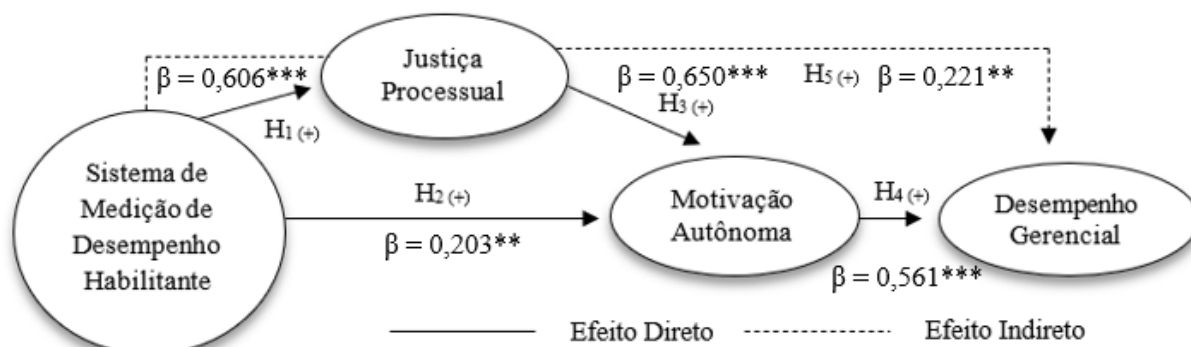 Justiça
Processual
β = 0,606***
H1 (+)
β = 0,650***
H3 (+)
H5 (+) β = 0,221**
Sistema de
Medição de
Desempenho
Habilitante
H2 (+)
β = 0,203**
Motivação
Autônoma
H4 (+)
β = 0,561***
Desempenho
Gerencial
Efeito Direto
Efeito Indireto